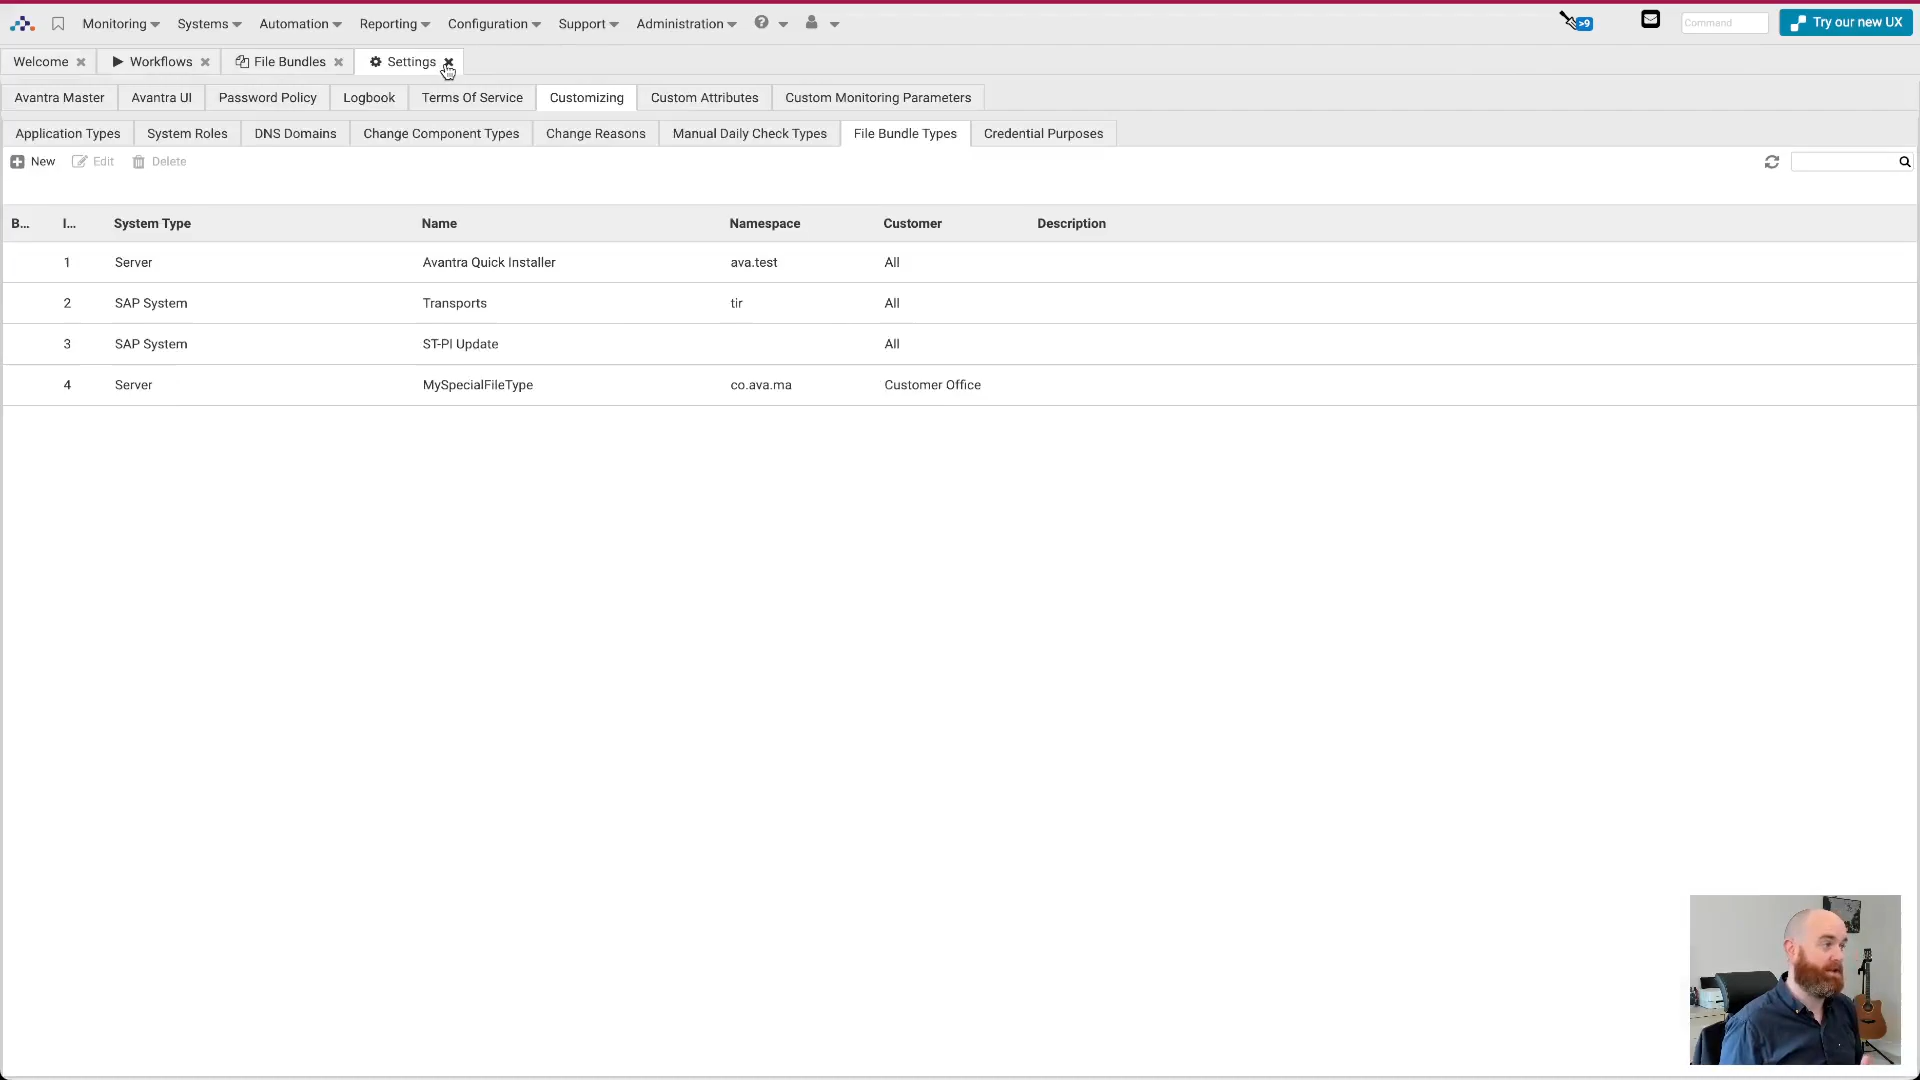 Monitoring Systems Automation Reporting Configuration Support Administration >9 Command Try our new UX
Welcome Workflows File Bundles Settings
Avantra Master Avantra UI Password Policy Logbook Terms Of Service Customizing Custom Attributes Custom Monitoring Parameters
Application Types System Roles DNS Domains Change Component Types Change Reasons Manual Daily Check Types File Bundle Types Credential Purposes
New Edit Delete
B... I... System Type Name Namespace Customer Description
1 Server Avantra Quick Installer ava.test All
2 SAP System Transports tir All
3 SAP System ST-PI Update All
4 Server MySpecialFileType co.ava.ma Customer Office